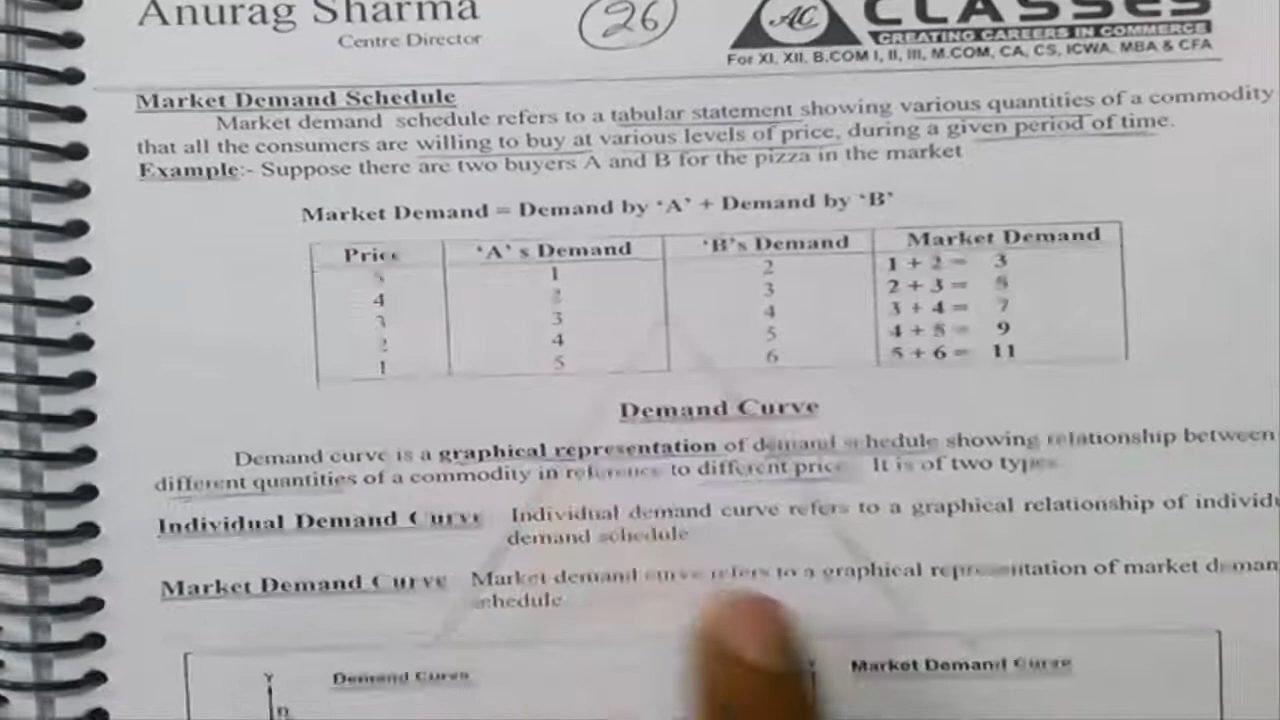 Anurag Sharma
Centre Director
26
AC
CLASSES
CREATING CAREERS IN COMMERCE
For XI, XII, B.COM I, II, III, M.COM, CA, CS, ICWA, MBA & CFA
Market Demand Schedule
Market demand schedule refers to a tabular statement showing various quantities of a commodity
that all the consumers are willing to buy at various levels of price, during a given period of time.
Example:- Suppose there are two buyers A and B for the pizza in the market
Market Demand = Demand by ‘A’ + Demand by ‘B’
Price ‘A’ s Demand ‘B’s Demand Market Demand
5 1 2 1 + 2 = 3
4 2 3 2 + 3 = 5
3 3 4 3 + 4 = 7
2 4 5 4 + 5 = 9
1 5 6 5 + 6 = 11
Demand Curve
Demand curve is a graphical representation of demand schedule showing relationship between
different quantities of a commodity in reference to different price It is of two types
Individual Demand Curve Individual demand curve refers to a graphical relationship of individu
demand schedule
Market Demand Curve Market demand curve refers to a graphical representation of market deman
schedule
Demand Curve Market Demand Curve
Y Y
D